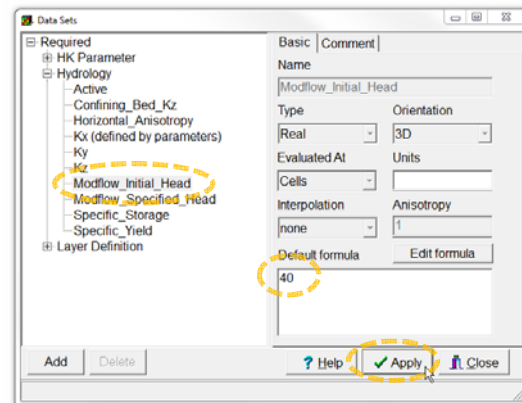 Data Sets
Required
HK Parameter
Hydrology
Active
Confining_Bed_Kz
Horizontal_Anisotropy
Kx (defined by parameters)
Ky
Kz
Modflow_Initial_Head
Modflow_Specified_Head
Specific_Storage
Specific_Yield
Layer Definition
Add Delete
Basic Comment
Name
Modflow_Initial_Head
Type Orientation
Real 3D
Evaluated At Units
Cells
Interpolation Anisotropy
none 1
Default formula Edit formula
40
? Help Apply Close